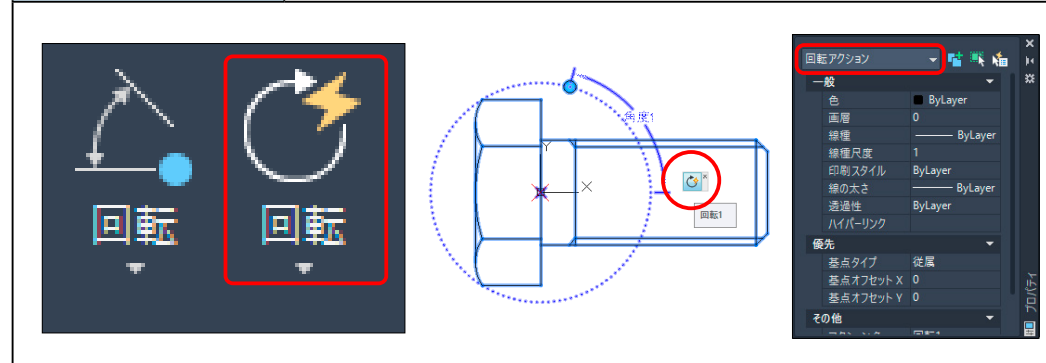 回転
回転
角度1
Y
X
回転1
回転アクション
一般
色 ByLayer
画層 0
線種 ByLayer
線種尺度 1
印刷スタイル ByLayer
線の太さ ByLayer
透過性 ByLayer
ハイパーリンク
優先
基点タイプ 従属
基点オフセット X 0
基点オフセット Y 0
その他
プロパティ